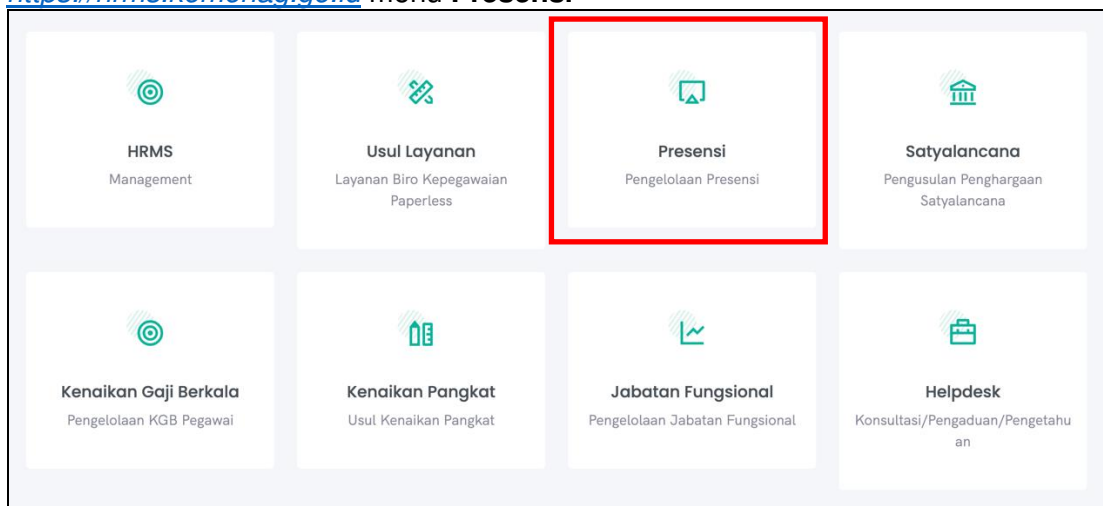 menu Presensi
HRMS
Management
Usul Layanan
Layanan Biro Kepegawaian
Paperless
Presensi
Pengelolaan Presensi
Satyalancana
Pengusulan Penghargaan
Satyalancana
Kenaikan Gaji Berkala
Pengelolaan KGB Pegawai
Kenaikan Pangkat
Usul Kenaikan Pangkat
Jabatan Fungsional
Pengelolaan Jabatan Fungsional
Helpdesk
Konsultasi/Pengaduan/Pengetahu
an